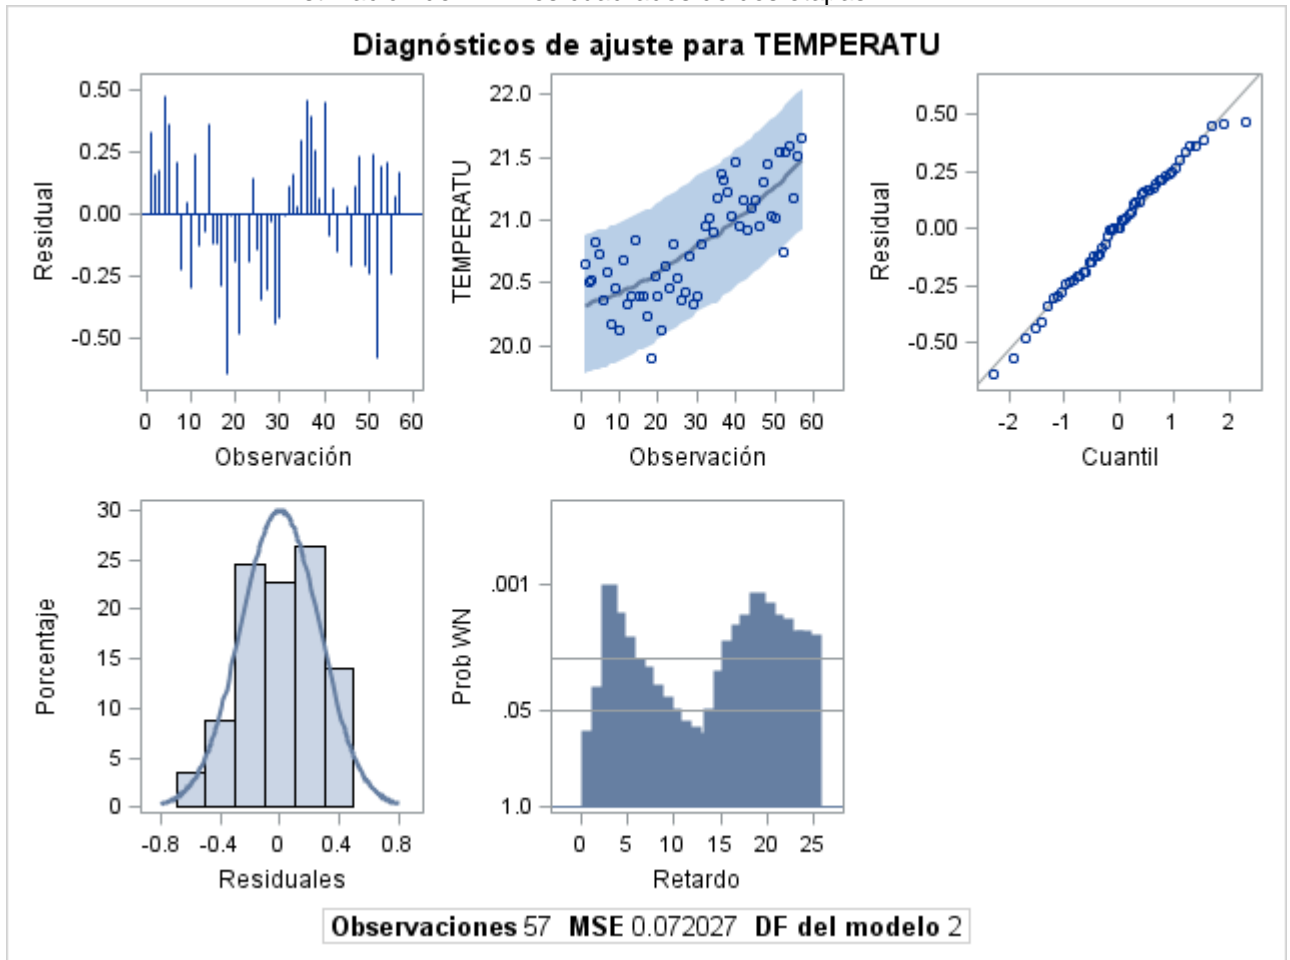 Diagnósticos de ajuste para TEMPERATU
0.50
0.25
0.00
-0.25
-0.50
Residual
0 10 20 30 40 50 60
Observación
22.0
21.5
21.0
20.5
20.0
TEMPERATU
0 10 20 30 40 50 60
Observación
0.50
0.25
0.00
-0.25
-0.50
Residual
-2 -1 0 1 2
Cuantil
30
25
20
15
10
5
0
Porcentaje
-0.8 -0.4 0 0.4 0.8
Residuales
.001
.05
1.0
Prob WN
0 5 10 15 20 25
Retardo
Observaciones 57 MSE 0.072027 DF del modelo 2